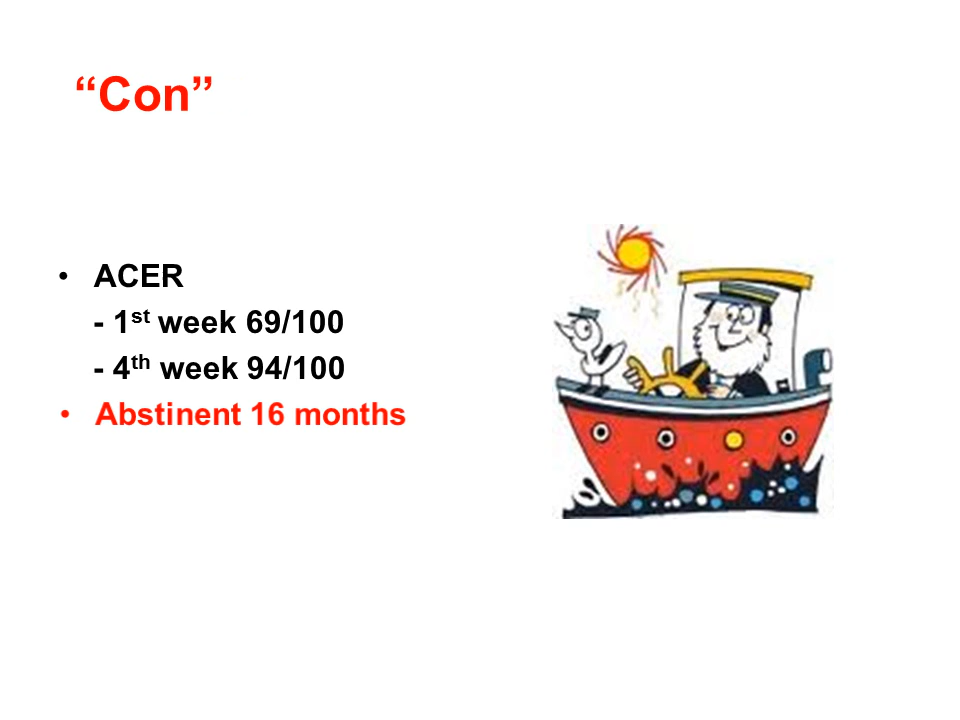 “Con”
• ACER
- 1st week 69/100
- 4th week 94/100
• Abstinent 16 months